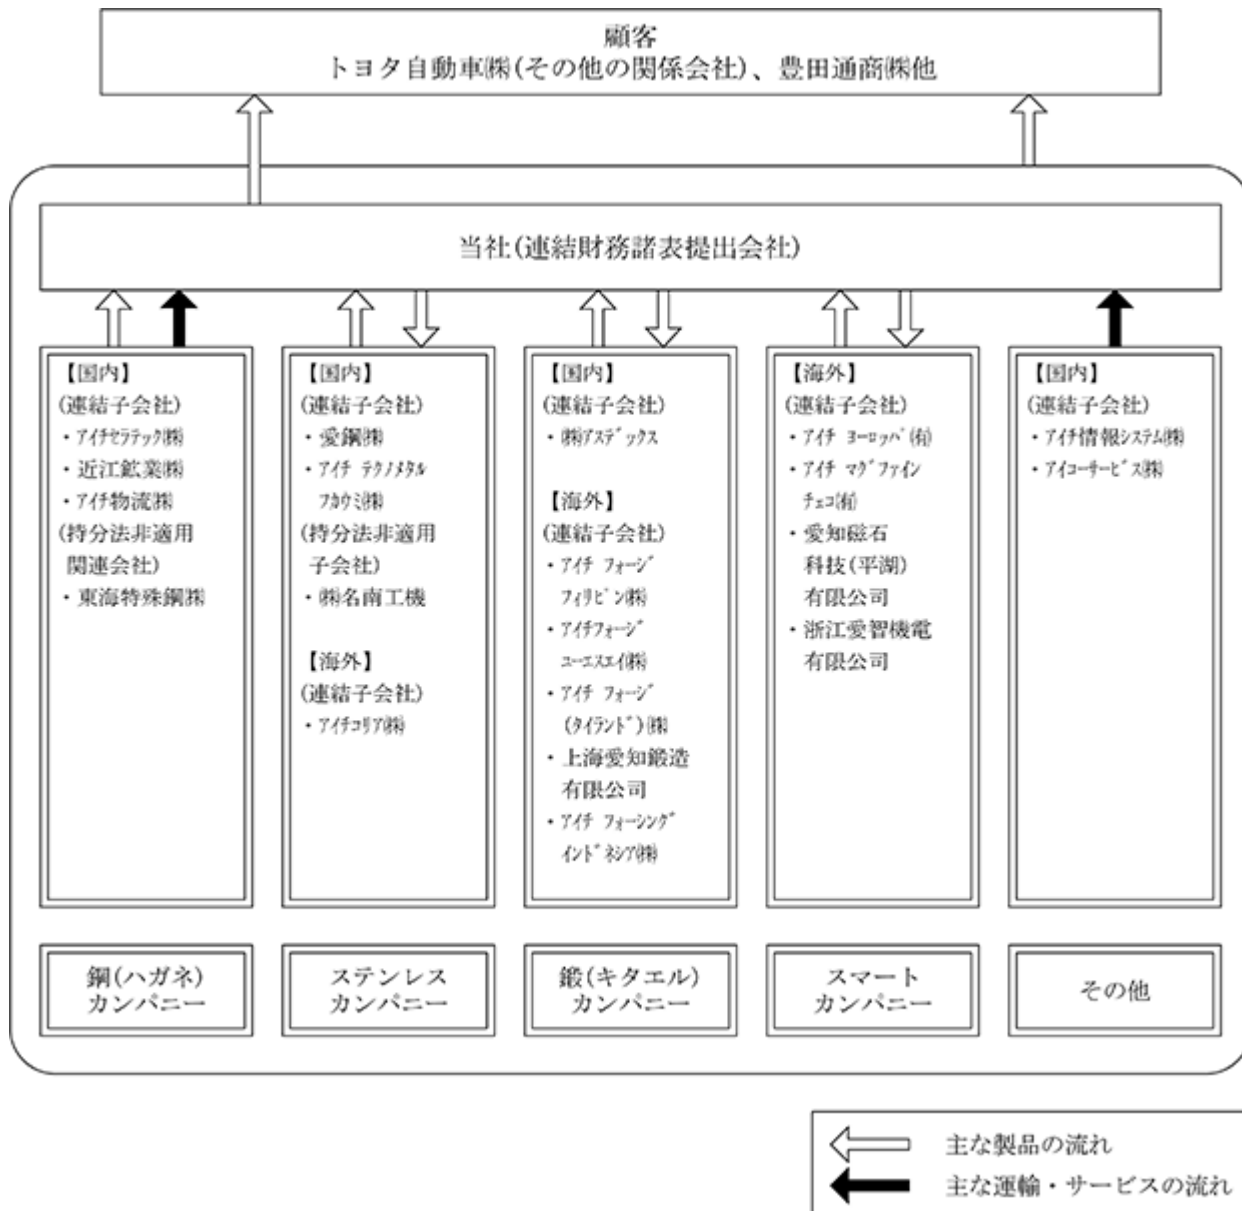 顧客
トヨタ自動車㈱(その他の関係会社)、豊田通商㈱他
当社(連結財務諸表提出会社)
【国内】
(連結子会社)
・ｱｲﾁｾﾗﾃｯｸ㈱
・近江鉱業㈱
・ｱｲﾁ物流㈱
(持分法非適用
関連会社)
・東海特殊鋼㈱
【国内】
(連結子会社)
・愛鋼㈱
・ｱｲﾁ ﾃｸﾉﾒﾀﾙ
ﾌｶｳﾐ㈱
(持分法非適用
子会社)
・㈱名南工機
【海外】
(連結子会社)
・ｱｲﾁｺﾘｱ㈱
【国内】
(連結子会社)
・㈱ｱｽﾃﾞｯｸｽ
【海外】
(連結子会社)
・ｱｲﾁ ﾌｫｰｼﾞ
ﾌｨﾘﾋﾟﾝ㈱
・ｱｲﾁﾌｫｰｼﾞ
ﾕｰｴｽｴｲ㈱
・ｱｲﾁ ﾌｫｰｼﾞ
(ﾀｲﾗﾝﾄﾞ)㈱
・上海愛知鍛造
有限公司
・ｱｲﾁ ﾌｫｰｼﾝｸﾞ
ｲﾝﾄﾞﾈｼｱ㈱
【海外】
(連結子会社)
・ｱｲﾁ ﾖｰﾛｯﾊﾟ(有)
・ｱｲﾁ ﾏｸﾞﾌｧｲﾝ
ﾁｪｺ(有)
・愛知磁石
科技(平湖)
有限公司
・浙江愛智機電
有限公司
【国内】
(連結子会社)
・ｱｲﾁ情報ｼｽﾃﾑ㈱
・ｱｲｺｰｻｰﾋﾞｽ㈱
鋼(ハガネ)
カンパニー
ステンレス
カンパニー
鍛(キタエル)
カンパニー
スマート
カンパニー
その他
主な製品の流れ
主な運輸・サービスの流れ